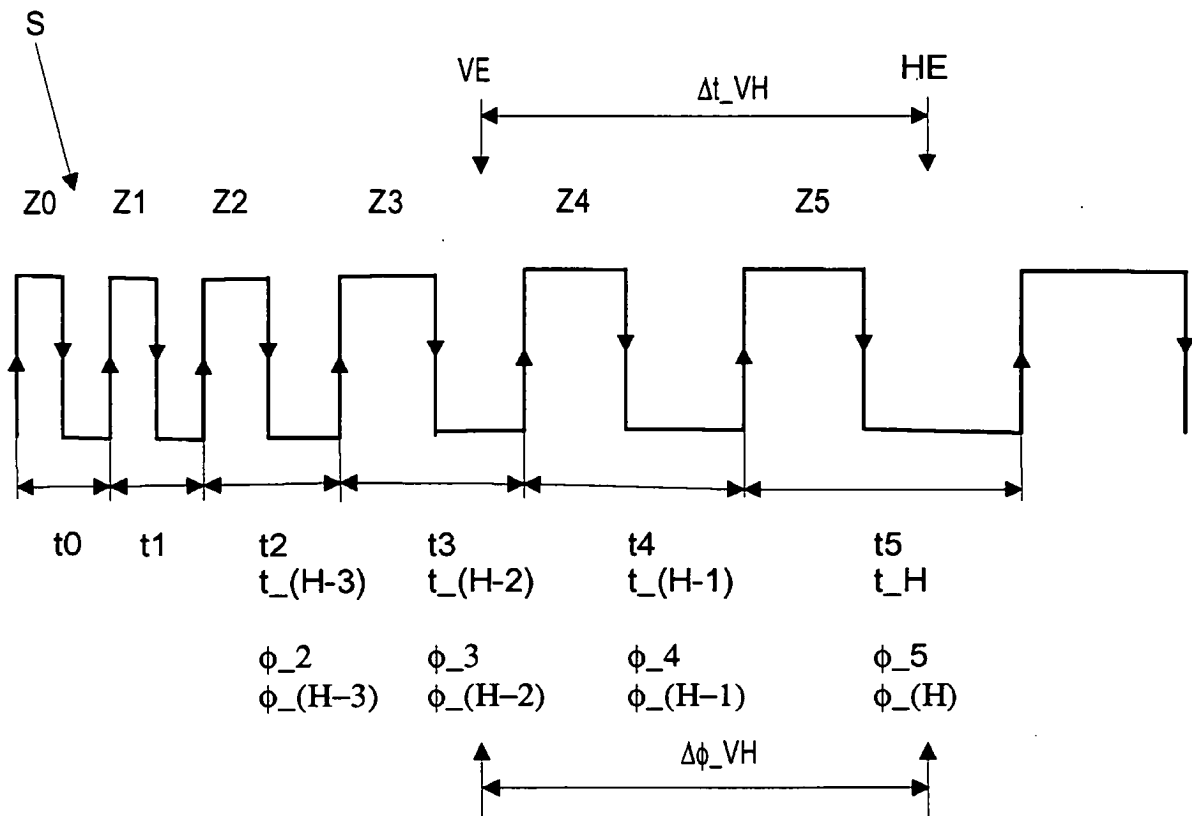 S
VE
HE
Δt_VH
Z0 Z1 Z2 Z3 Z4 Z5
t0 t1 t2 t3 t4 t5
t_(H-3) t_(H-2) t_(H-1) t_H
ϕ_2 ϕ_3 ϕ_4 ϕ_5
ϕ_(H−3) ϕ_(H−2) ϕ_(H−1) ϕ_(H)
Δϕ_VH